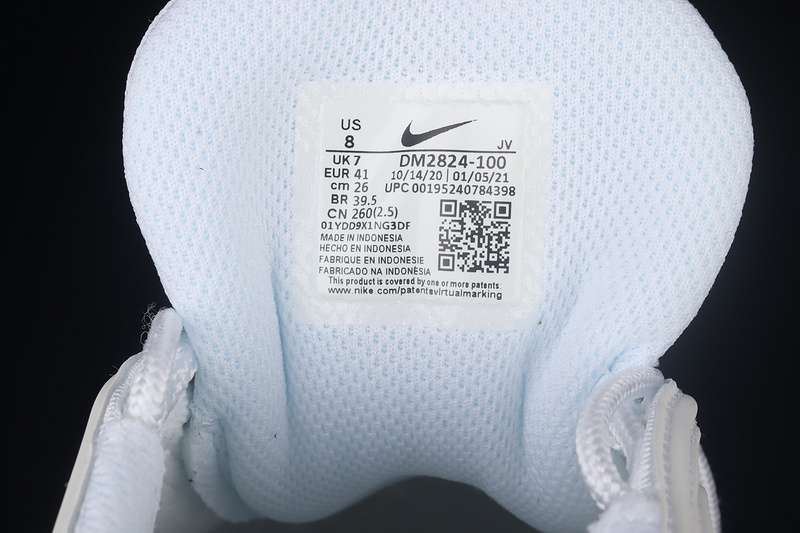 US
8
JV
UK 7 DM2824-100
EUR 41 10/14/20 | 01/05/21
cm 26 UPC 00195240784398
BR 39.5
CN 260(2.5)
01YDD9X1NG3DF
MADE IN INDONESIA
HECHO EN INDONESIA
FABRIQUE EN INDONESIE
FABRICADO NA INDONÈSIA
This product is covered by one or more patents
www.nike com/patentsvirtualmarking